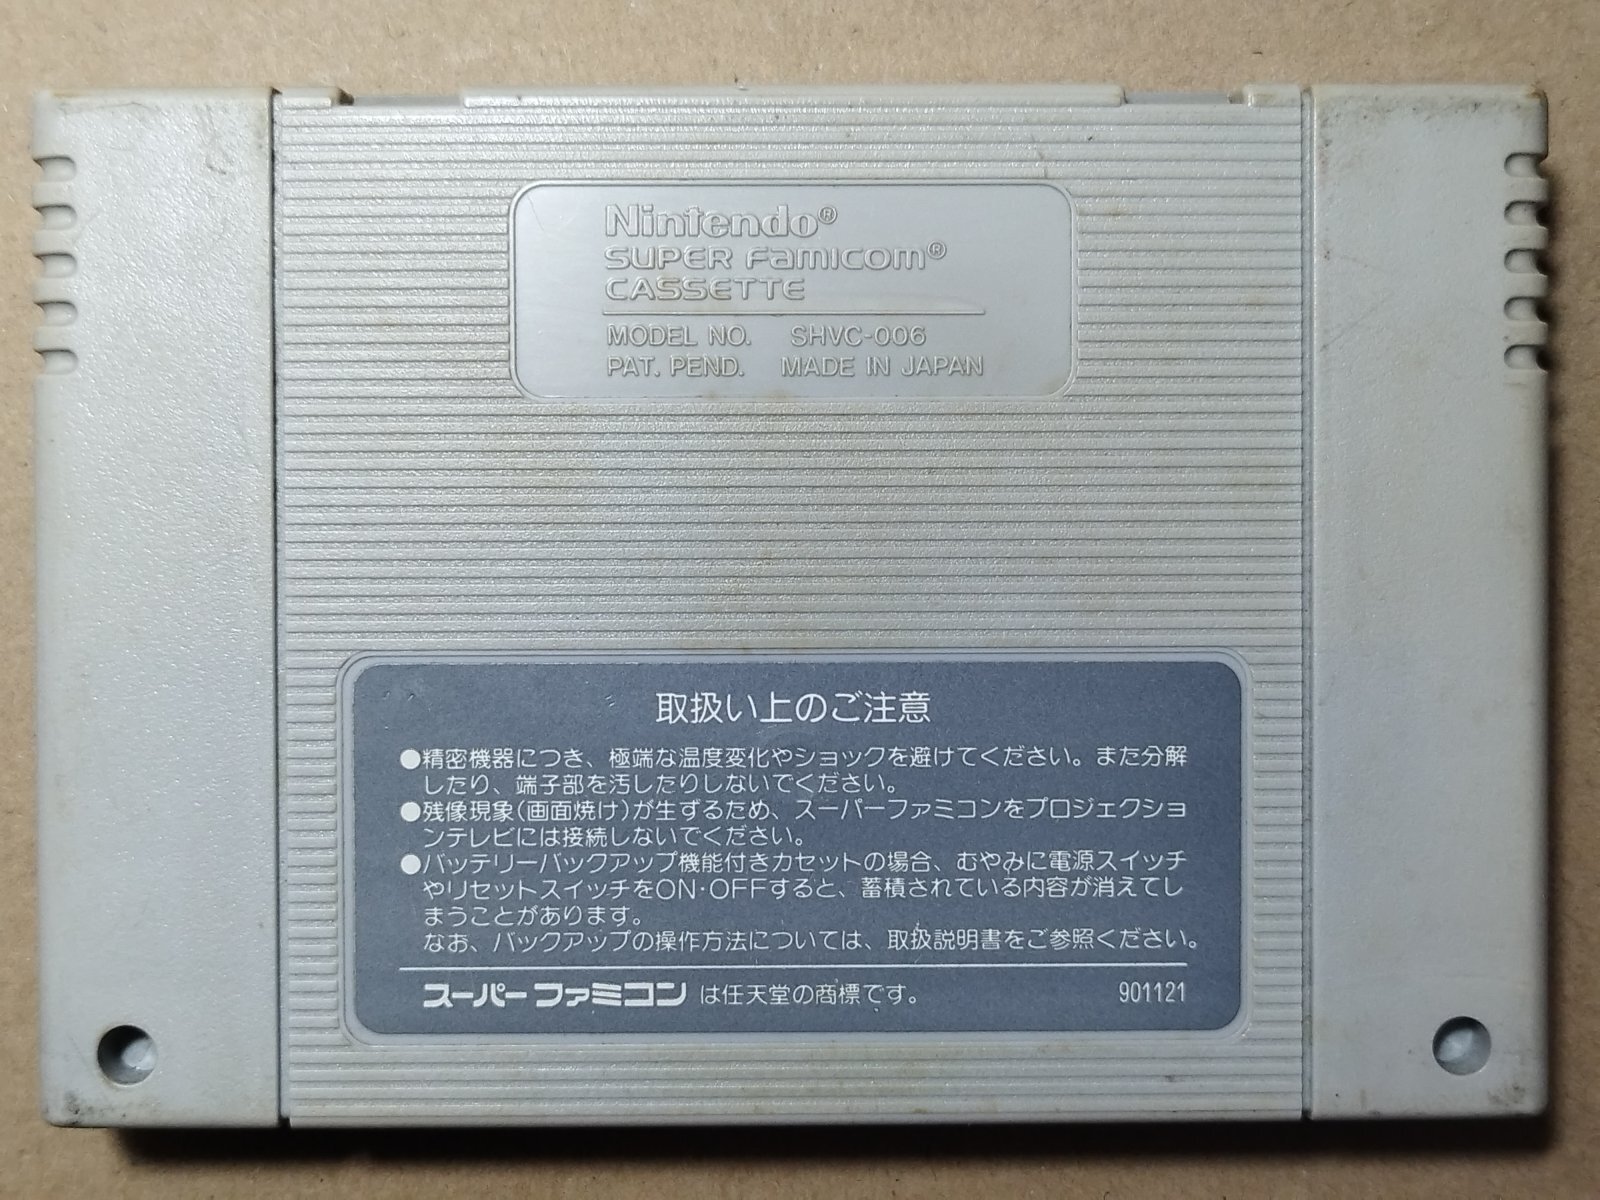 Nintendo®
SUPER FAMICOM®
CASSETTE
MODEL NO. SHVC-006
PAT. PEND. MADE IN JAPAN
取扱い上のご注意
●精密機器につき、極端な温度変化やショックを避けてください。また分解
したり、端子部を汚したりしないでください。
●残像現象(画面焼け)が生ずるため、スーパーファミコンをプロジェクショ
ンテレビには接続しないでください。
●バッテリーバックアップ機能付きカセットの場合、むやみに電源スイッチ
やリセットスイッチをON・OFFすると、蓄積されている内容が消えてし
まうことがあります。
なお、バックアップの操作方法については、取扱説明書をご参照ください。
スーパーファミコン は任天堂の商標です。 901121